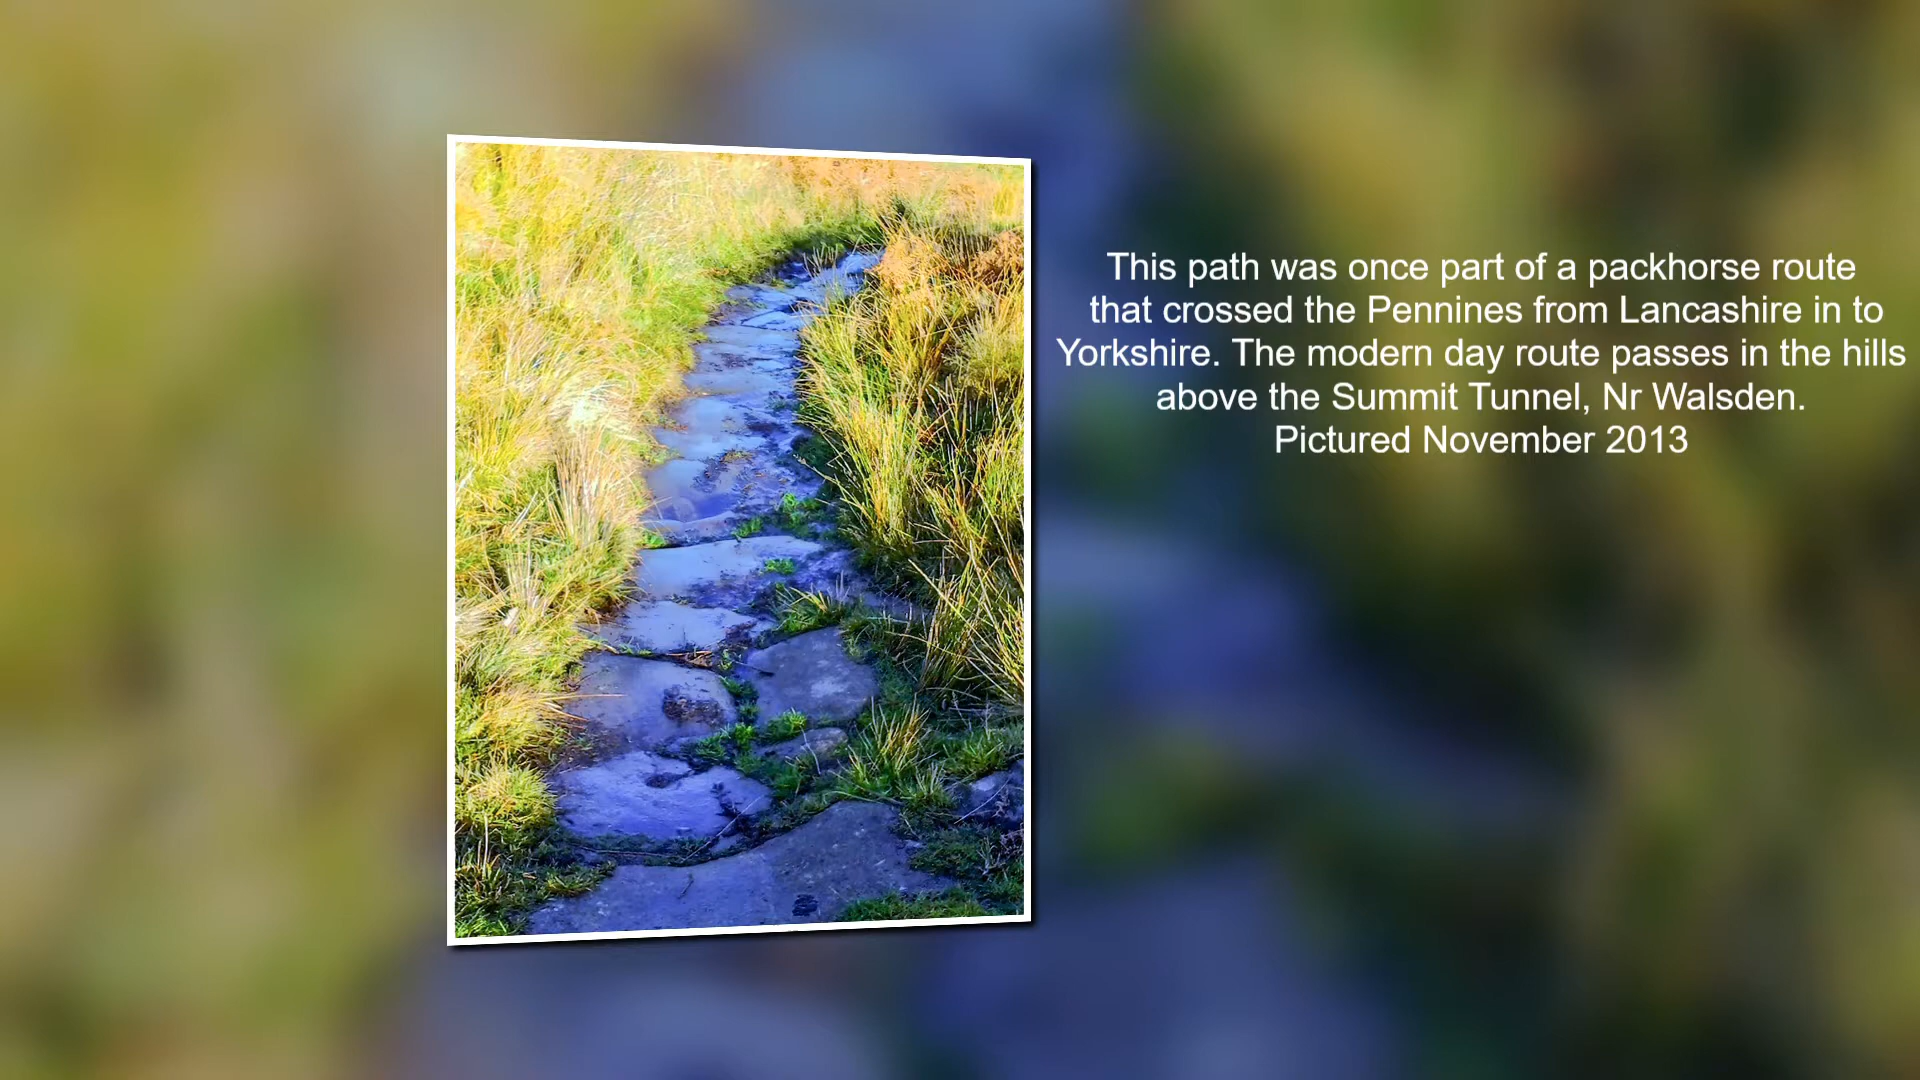 This path was once part of a packhorse route
that crossed the Pennines from Lancashire in to
Yorkshire. The modern day route passes in the hills
above the Summit Tunnel, Nr Walsden.
Pictured November 2013